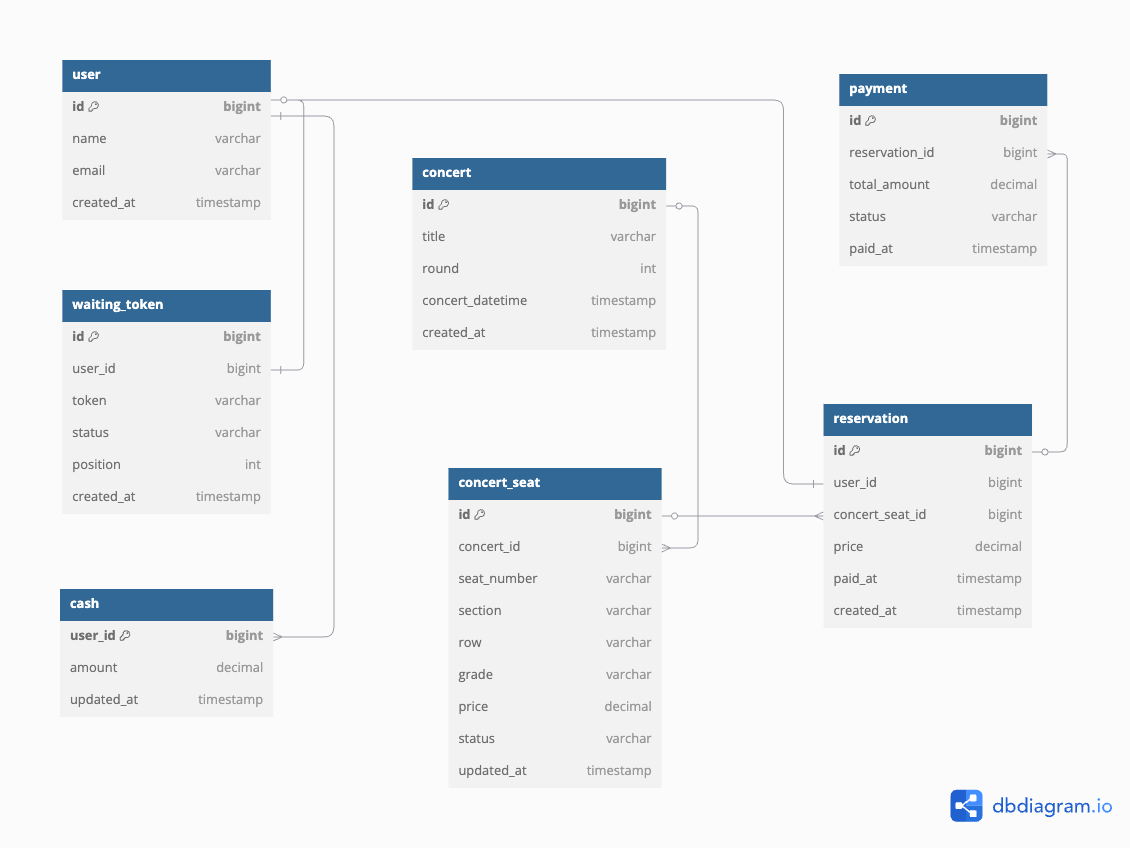 user
id bigint
name varchar
email varchar
created_at timestamp
waiting_token
id bigint
user_id bigint
token varchar
status varchar
position int
created_at timestamp
cash
user_id bigint
amount decimal
updated_at timestamp
concert
id bigint
title varchar
round int
concert_datetime timestamp
created_at timestamp
concert_seat
id bigint
concert_id bigint
seat_number varchar
section varchar
row varchar
grade varchar
price decimal
status varchar
updated_at timestamp
payment
id bigint
reservation_id bigint
total_amount decimal
status varchar
paid_at timestamp
reservation
id bigint
user_id bigint
concert_seat_id bigint
price decimal
paid_at timestamp
created_at timestamp
dbdiagram.io